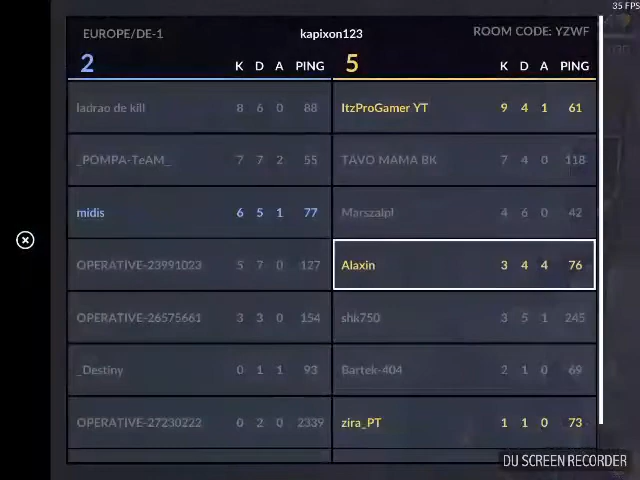 35 FPS
EUROPE/DE-1 kapixon123 ROOM CODE: YZWF
2 K D A PING 5 K D A PING
ladrao de kill 8 6 0 88 ItzProGamer YT 9 4 1 61
_POMPA-TeAM_ 7 7 2 55 TAVO MAMA BK 7 4 0 118
midis 6 5 1 77 Marszalpl 4 6 0 42
OPERATIVE-23991023 5 7 0 127 Alaxin 3 4 4 76
OPERATIVE-26575661 3 3 0 154 shk750 3 5 1 245
_Destiny 0 1 1 93 Bartek-404 2 1 0 69
OPERATIVE-27230222 0 2 0 2339 zira_PT 1 1 0 73
DU SCREEN RECORDER